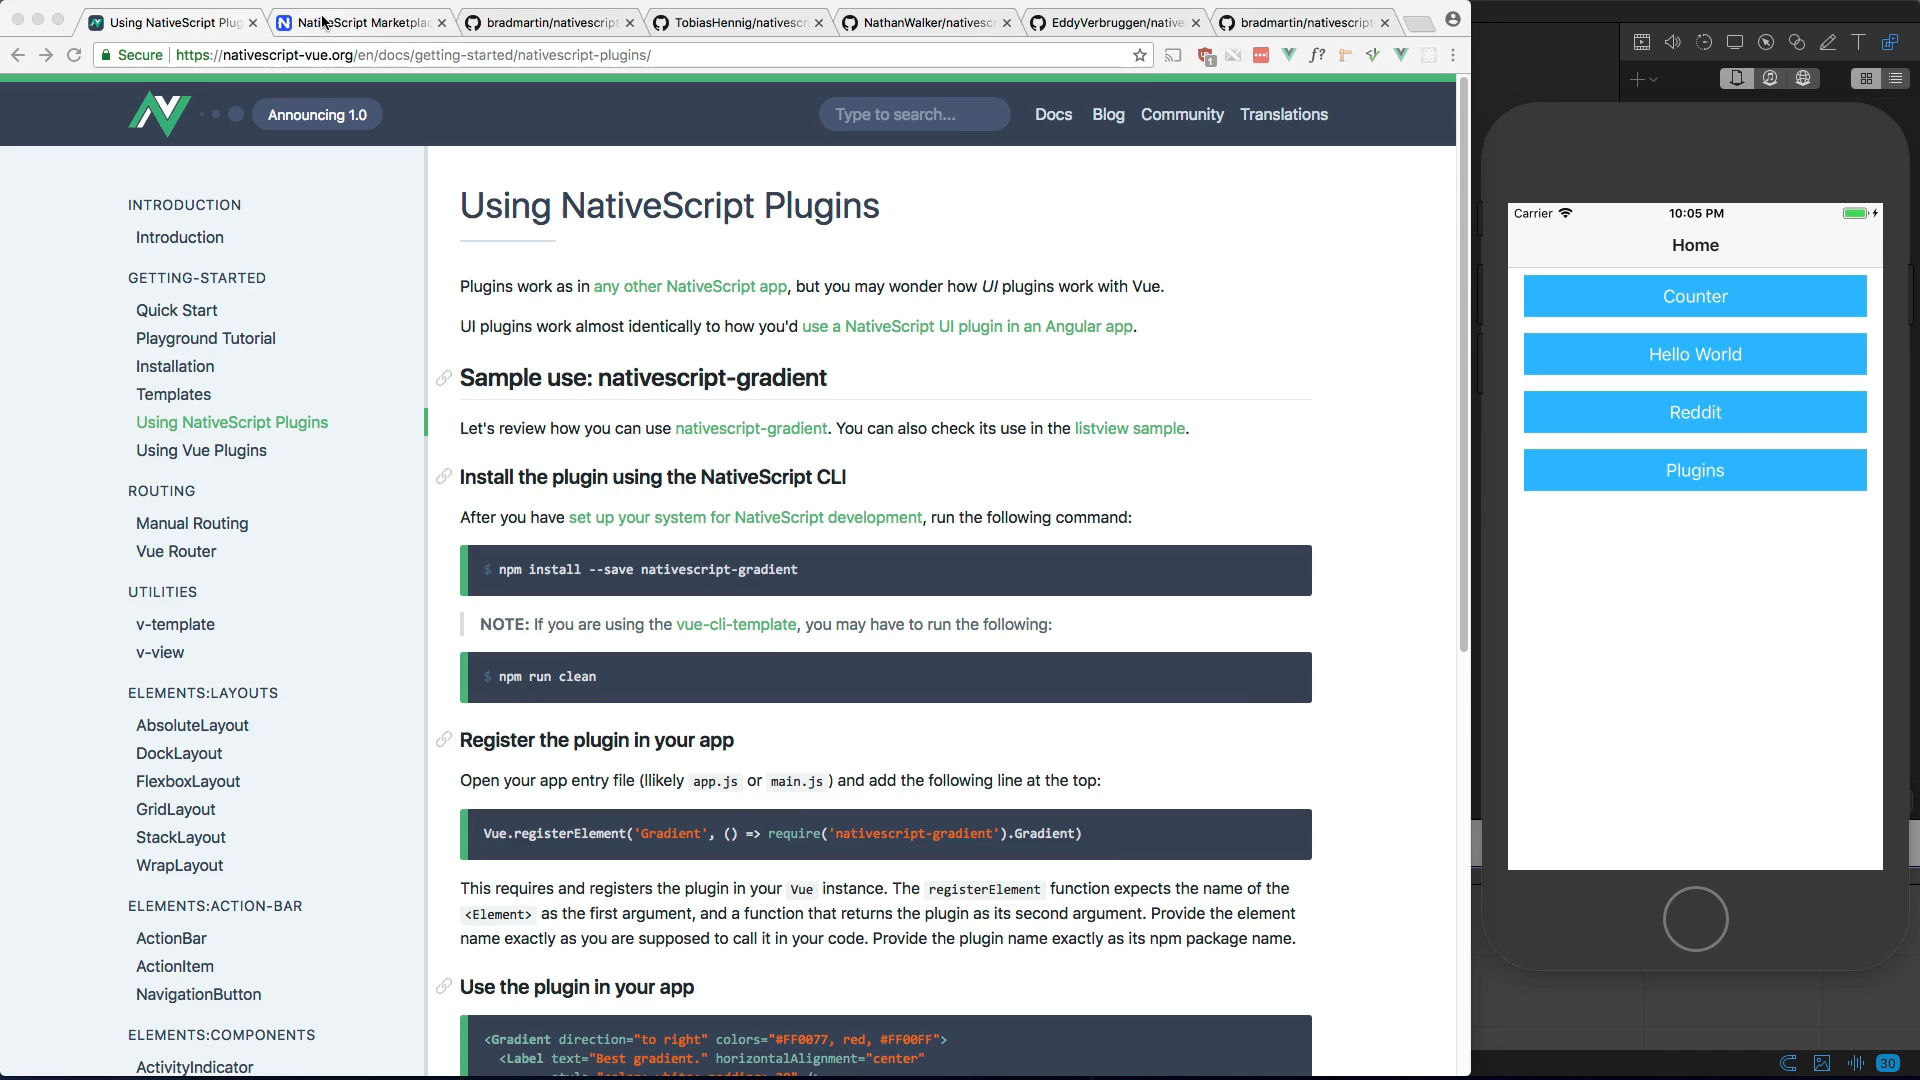 Using NativeScript Plug
NativeScript Marketplac
bradmartin/nativescript
TobiasHennig/nativescr
NathanWalker/nativesc
EddyVerbruggen/native
bradmartin/nativescript
Secure
https://nativescript-vue.org/en/docs/getting-started/nativescript-plugins/
1
f?
Announcing 1.0
Type to search...
Docs
Blog
Community
Translations
INTRODUCTION
Introduction
GETTING-STARTED
Quick Start
Playground Tutorial
Installation
Templates
Using NativeScript Plugins
Using Vue Plugins
ROUTING
Manual Routing
Vue Router
UTILITIES
v-template
v-view
ELEMENTS:LAYOUTS
AbsoluteLayout
DockLayout
FlexboxLayout
GridLayout
StackLayout
WrapLayout
ELEMENTS:ACTION-BAR
ActionBar
ActionItem
NavigationButton
ELEMENTS:COMPONENTS
ActivityIndicator
Using NativeScript Plugins
Plugins work as in any other NativeScript app, but you may wonder how UI plugins work with Vue.
UI plugins work almost identically to how you'd use a NativeScript UI plugin in an Angular app.
Sample use: nativescript-gradient
Let's review how you can use nativescript-gradient. You can also check its use in the listview sample.
Install the plugin using the NativeScript CLI
After you have set up your system for NativeScript development, run the following command:
$ npm install --save nativescript-gradient
NOTE: If you are using the vue-cli-template, you may have to run the following:
$ npm run clean
Register the plugin in your app
Open your app entry file (llikely app.js or main.js ) and add the following line at the top:
Vue.registerElement('Gradient', () => require('nativescript-gradient').Gradient)
This requires and registers the plugin in your Vue instance. The registerElement function expects the name of the
<Element> as the first argument, and a function that returns the plugin as its second argument. Provide the element
name exactly as you are supposed to call it in your code. Provide the plugin name exactly as its npm package name.
Use the plugin in your app
<Gradient direction="to right" colors="#FF0077, red, #FF00FF">
<Label text="Best gradient." horizontalAlignment="center"
Carrier
10:05 PM
Home
Counter
Hello World
Reddit
Plugins
30